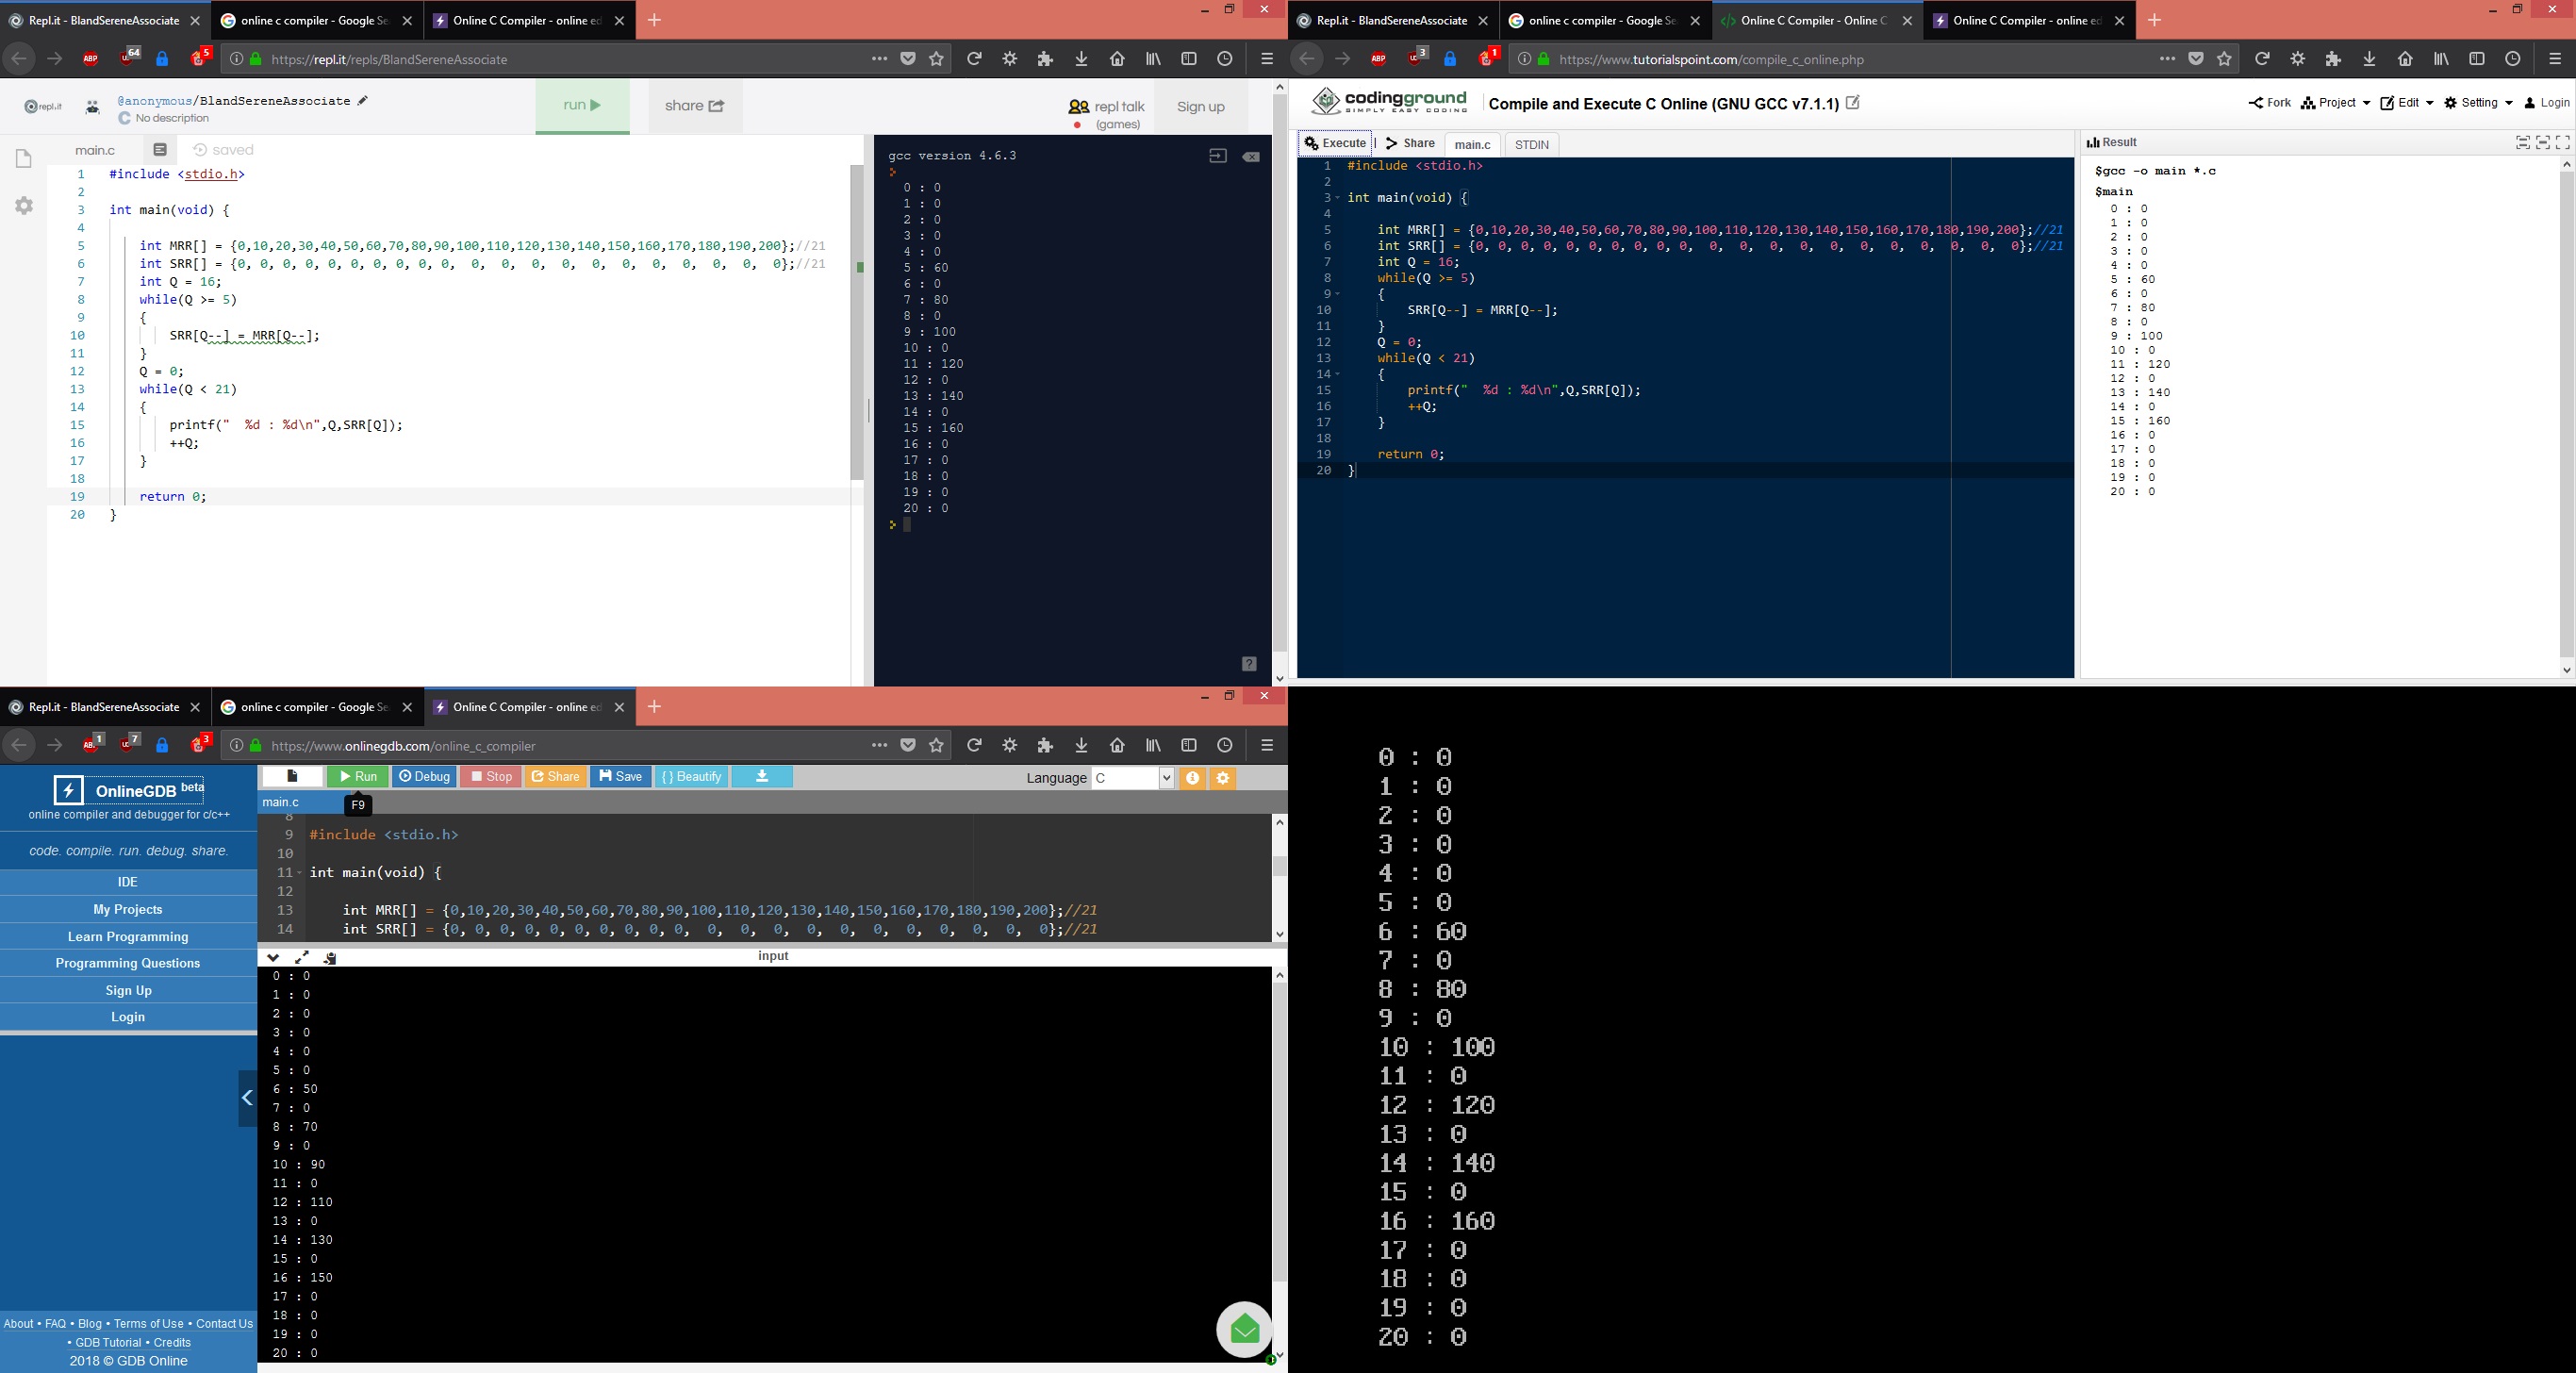 Repl.it - BlandSereneAssociate
online c compiler - Google Se
Online C Compiler - online ed
ABP
64
5
https://repl.it/repls/BlandSereneAssociate
repl.it
@anonymous/BlandSereneAssociate
C No description
run
share
repl talk
(games)
Sign up
main.c
saved
1 #include <stdio.h>
2
3 int main(void) {
4
5 int MRR[] = {0,10,20,30,40,50,60,70,80,90,100,110,120,130,140,150,160,170,180,190,200};//21
6 int SRR[] = {0, 0, 0, 0, 0, 0, 0, 0, 0, 0,  0,  0,  0,  0,  0,  0,  0,  0,  0,  0,  0};//21
7 int Q = 16;
8 while(Q >= 5)
9 {
10 SRR[Q--] = MRR[Q--];
11 }
12 Q = 0;
13 while(Q < 21)
14 {
15 printf("  %d : %d\n",Q,SRR[Q]);
16 ++Q;
17 }
18
19 return 0;
20 }
gcc version 4.6.3
0 : 0
1 : 0
2 : 0
3 : 0
4 : 0
5 : 60
6 : 0
7 : 80
8 : 0
9 : 100
10 : 0
11 : 120
12 : 0
13 : 140
14 : 0
15 : 160
16 : 0
17 : 0
18 : 0
19 : 0
20 : 0
?
Repl.it - BlandSereneAssociate
online c compiler - Google Se
Online C Compiler - Online C
Online C Compiler - online ed
ABP
3
1
https://www.tutorialspoint.com/compile_c_online.php
codingground
SIMPLY EASY CODING
Compile and Execute C Online (GNU GCC v7.1.1)
Fork
Project
Edit
Setting
Login
Execute
Share
main.c
STDIN
1 #include <stdio.h>
2
3 int main(void) {
4
5 int MRR[] = {0,10,20,30,40,50,60,70,80,90,100,110,120,130,140,150,160,170,180,190,200};//21
6 int SRR[] = {0, 0, 0, 0, 0, 0, 0, 0, 0, 0,  0,  0,  0,  0,  0,  0,  0,  0,  0,  0,  0};//21
7 int Q = 16;
8 while(Q >= 5)
9 {
10 SRR[Q--] = MRR[Q--];
11 }
12 Q = 0;
13 while(Q < 21)
14 {
15 printf("  %d : %d\n",Q,SRR[Q]);
16 ++Q;
17 }
18
19 return 0;
20 }
Result
$gcc -o main *.c
$main
0 : 0
1 : 0
2 : 0
3 : 0
4 : 0
5 : 60
6 : 0
7 : 80
8 : 0
9 : 100
10 : 0
11 : 120
12 : 0
13 : 140
14 : 0
15 : 160
16 : 0
17 : 0
18 : 0
19 : 0
20 : 0
Repl.it - BlandSereneAssociate
online c compiler - Google Se
Online C Compiler - online ed
1
7
3
https://www.onlinegdb.com/online_c_compiler
OnlineGDB beta
online compiler and debugger for c/c++
code. compile. run. debug. share.
IDE
My Projects
Learn Programming
Programming Questions
Sign Up
Login
About • FAQ • Blog • Terms of Use • Contact Us
• GDB Tutorial • Credits
2018 © GDB Online
Run
Debug
Stop
Share
Save
{ } Beautify
Language
C
main.c
F9
8
9 #include <stdio.h>
10
11 int main(void) {
12
13 int MRR[] = {0,10,20,30,40,50,60,70,80,90,100,110,120,130,140,150,160,170,180,190,200};//21
14 int SRR[] = {0, 0, 0, 0, 0, 0, 0, 0, 0, 0,  0,  0,  0,  0,  0,  0,  0,  0,  0,  0,  0};//21
input
0 : 0
1 : 0
2 : 0
3 : 0
4 : 0
5 : 0
6 : 50
7 : 0
8 : 70
9 : 0
10 : 90
11 : 0
12 : 110
13 : 0
14 : 130
15 : 0
16 : 150
17 : 0
18 : 0
19 : 0
20 : 0
0 : 0
1 : 0
2 : 0
3 : 0
4 : 0
5 : 0
6 : 60
7 : 0
8 : 80
9 : 0
10 : 100
11 : 0
12 : 120
13 : 0
14 : 140
15 : 0
16 : 160
17 : 0
18 : 0
19 : 0
20 : 0